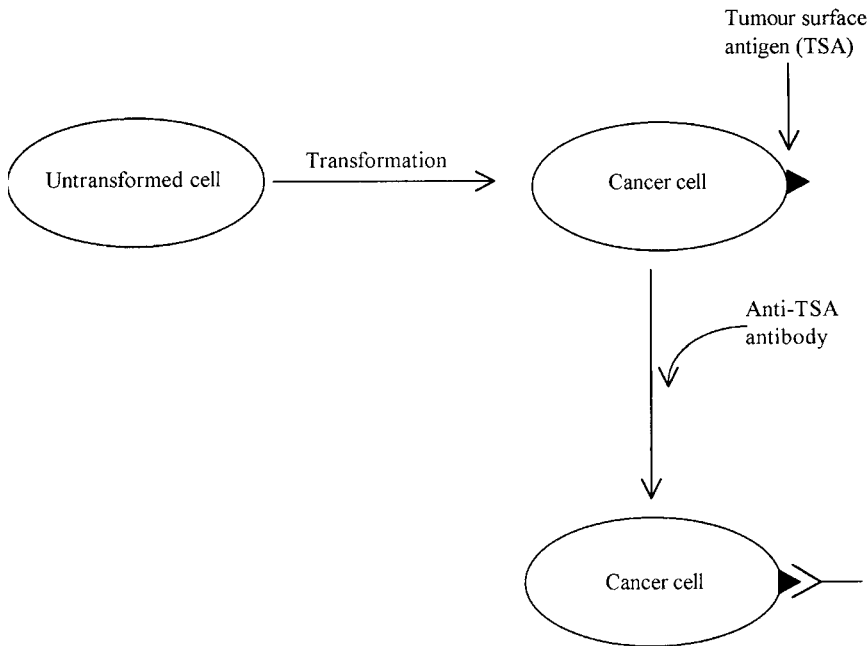 Tumour surface
antigen (TSA)
Untransformed cell
Transformation
Cancer cell
Anti-TSA
antibody
Cancer cell